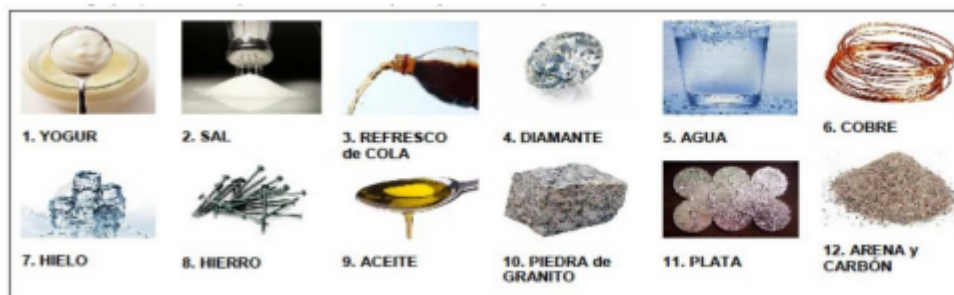 1. YOGUR
2. SAL
3. REFRESCO
de COLA
4. DIAMANTE
5. AGUA
6. COBRE
7. HIELO
8. HIERRO
9. ACEITE
10. PIEDRA de
GRANITO
11. PLATA
12. ARENA y
CARBÓN